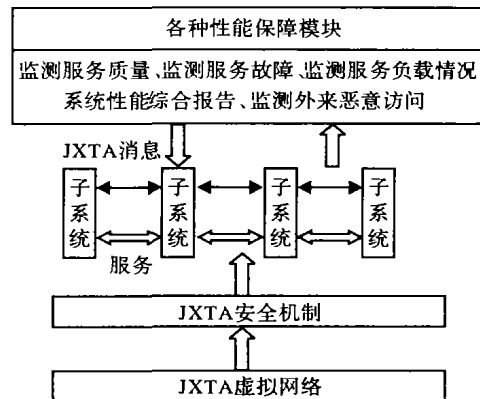 各种性能保障模块
监测服务质量、监测服务故障、监测服务负载情况
系统性能综合报告、监测外来恶意访问
JXTA消息
子系统
子系统
子系统
子系统
服务
JXTA安全机制
JXTA虚拟网络